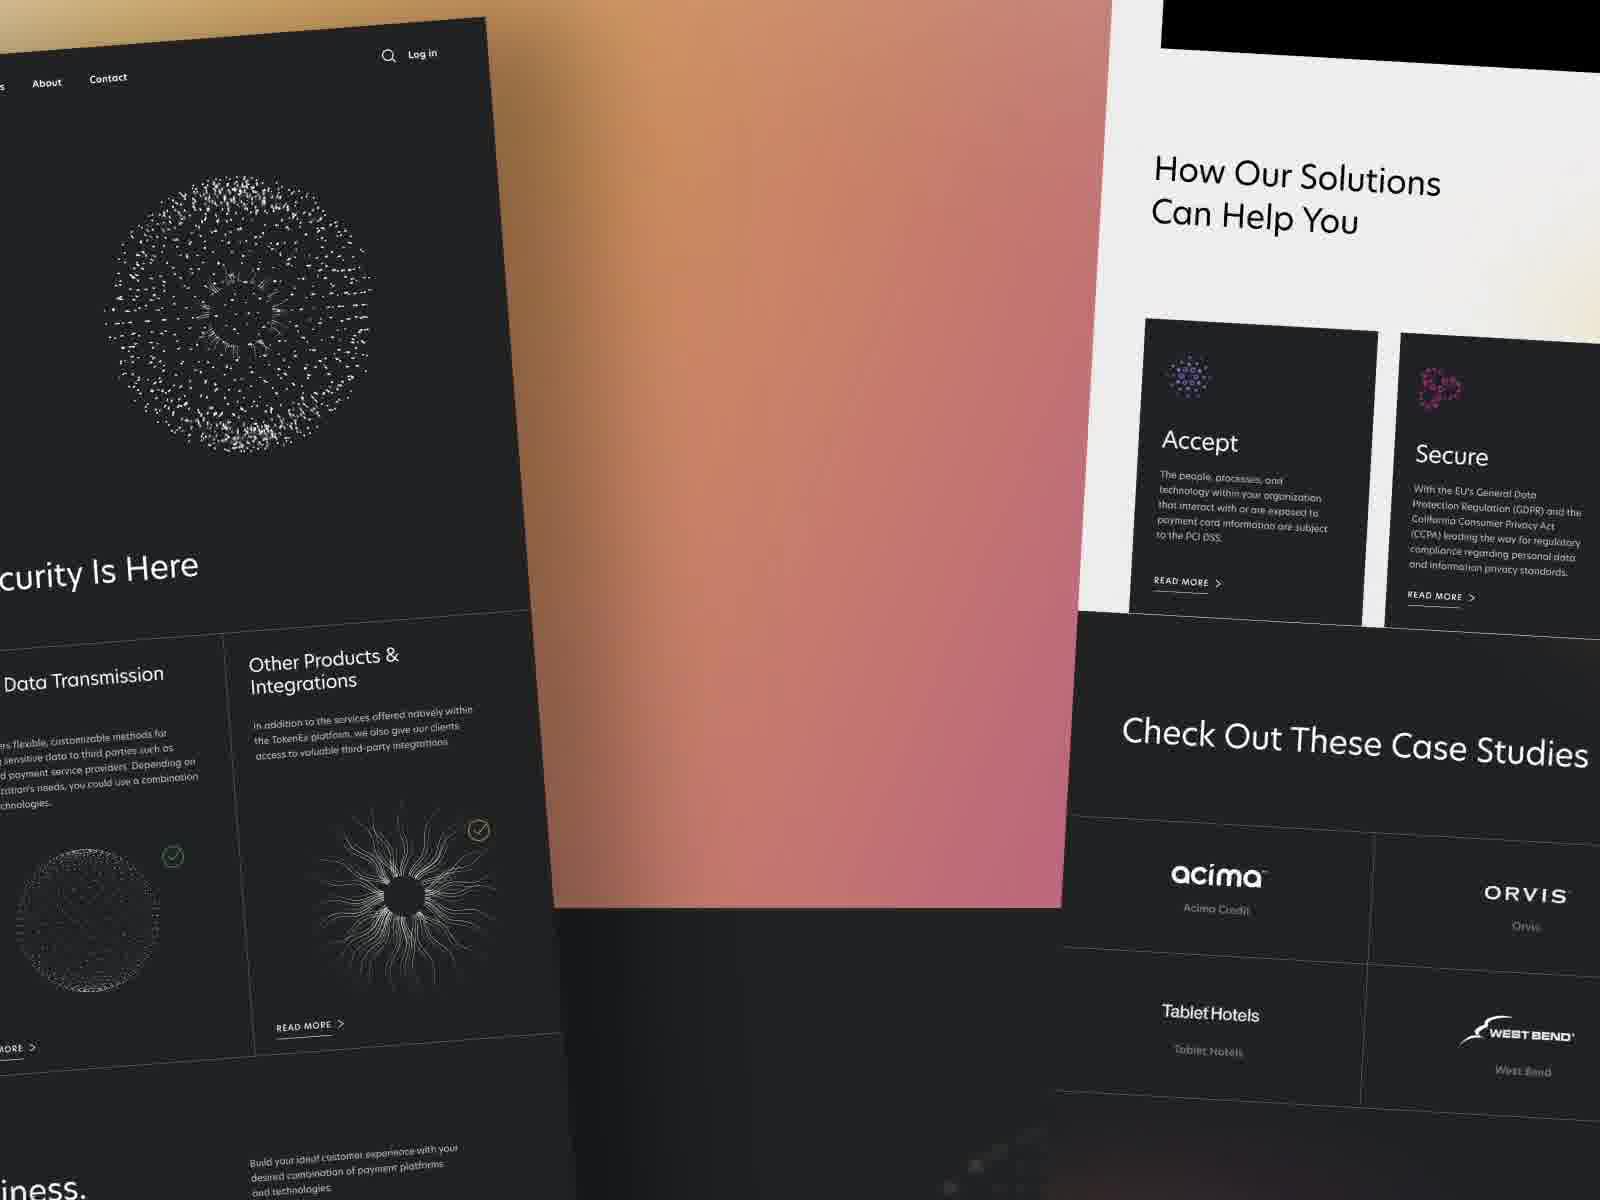 About
Contact
Log in
Security Is Here
Data Transmission
flexible, customizable methods for
sensitive data to third parties such as
payment service providers. Depending on
needs, you could use a combination
READ MORE
Other Products &
Integrations
In addition to the services offered natively within
the TokenEx platform, we also give our clients
access to valuable third-party integrations.
READ MORE
Build your ideal customer experience with your
desired combination of payment platforms
and technologies.
How Our Solutions
Can Help You
Accept
The people, processes, and
technology within your organization
that interact with or are exposed to
payment card information are subject
to the PCI DSS.
READ MORE
Secure
With the EU's General Data
Protection Regulation (GDPR) and the
California Consumer Privacy Act
(CCPA) leading the way for regulatory
compliance regarding personal data
and information privacy standards.
READ MORE
Check Out These Case Studies
acima
Acima Credit
ORVIS
Orvis
Tablet Hotels
Tablet Hotels
WEST BEND
West Bend